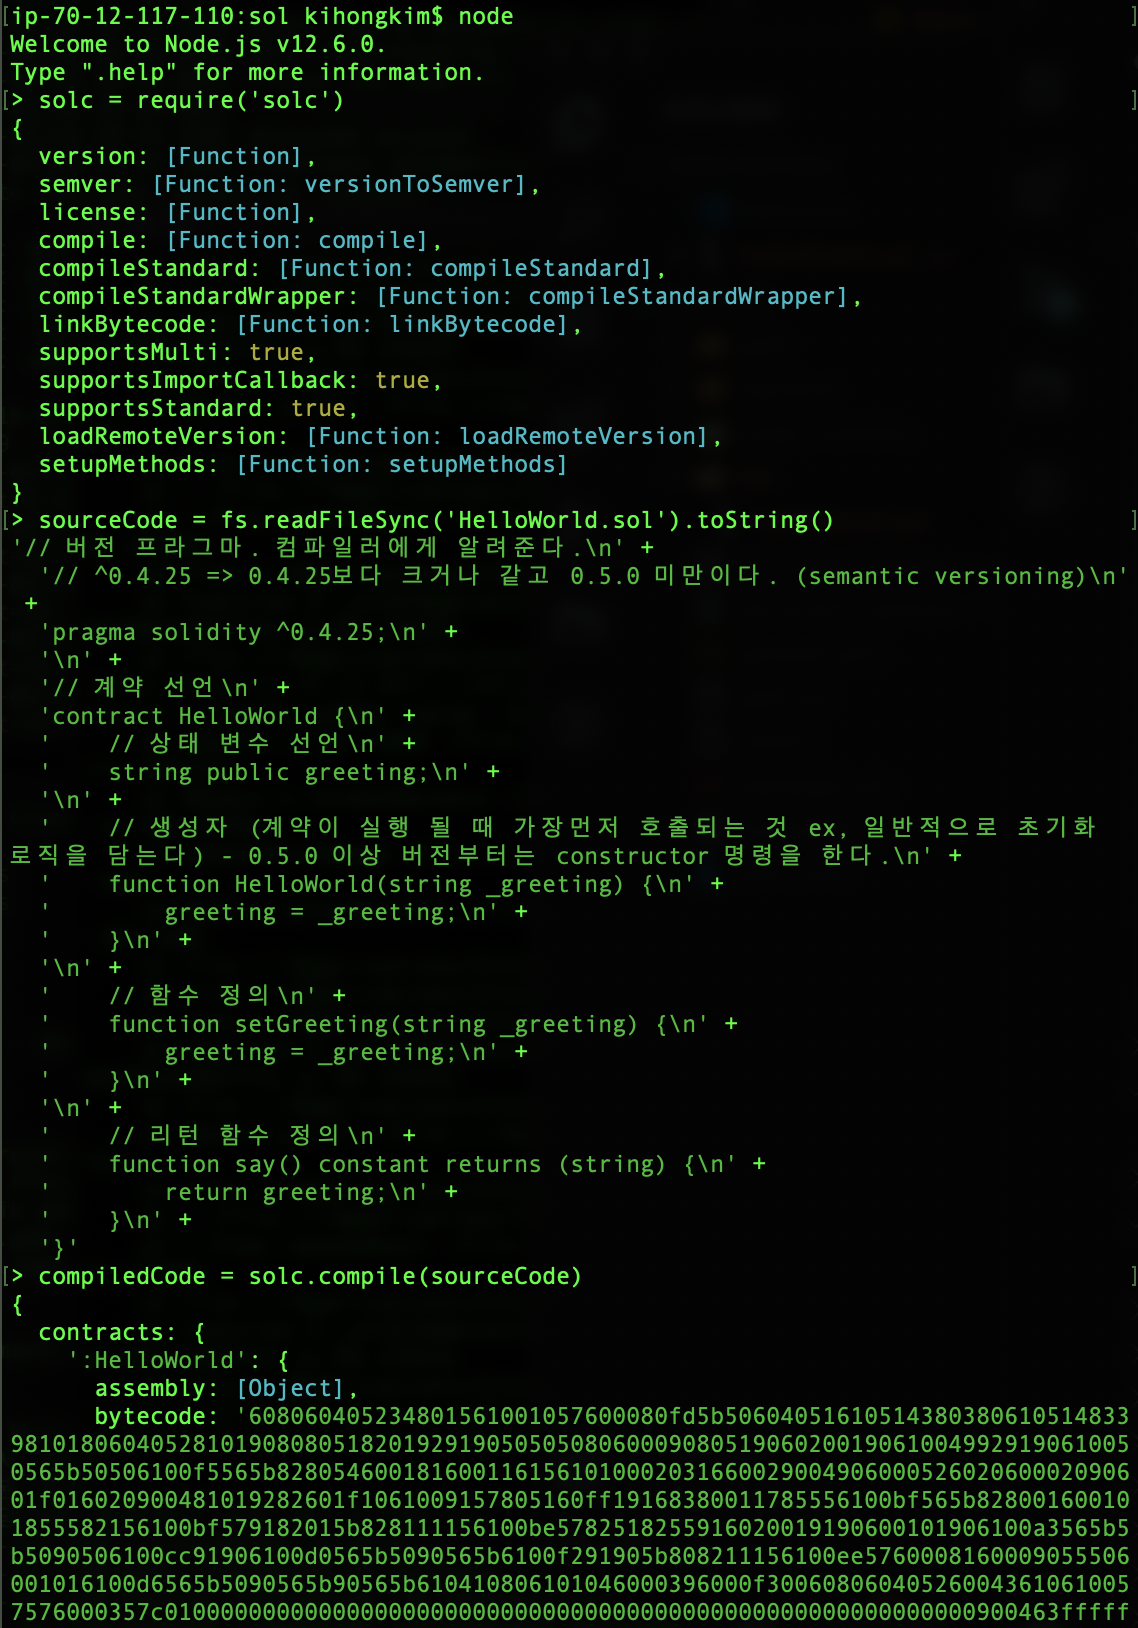 [ip-70-12-117-110:sol kihongkim$ node ]
Welcome to Node.js v12.6.0.
Type ".help" for more information.
[> solc = require('solc') ]
{
  version: [Function],
  semver: [Function: versionToSemver],
  license: [Function],
  compile: [Function: compile],
  compileStandard: [Function: compileStandard],
  compileStandardWrapper: [Function: compileStandardWrapper],
  linkBytecode: [Function: linkBytecode],
  supportsMulti: true,
  supportsImportCallback: true,
  supportsStandard: true,
  loadRemoteVersion: [Function: loadRemoteVersion],
  setupMethods: [Function: setupMethods]
}
[> sourceCode = fs.readFileSync('HelloWorld.sol').toString() ]
'// 버전 프라그마. 컴파일러에게 알려준다.\n' +
  '// ^0.4.25 => 0.4.25보다 크거나 같고 0.5.0 미만이다. (semantic versioning)\n'
 +
  'pragma solidity ^0.4.25;\n' +
  '\n' +
  '// 계약 선언\n' +
  'contract HelloWorld {\n' +
  '    // 상태 변수 선언\n' +
  '    string public greeting;\n' +
  '\n' +
  '    // 생성자 (계약이 실행 될 때 가장먼저 호출되는 것 ex, 일반적으로 초기화
로직을 담는다) - 0.5.0 이상 버전부터는 constructor 명령을 한다.\n' +
  '    function HelloWorld(string _greeting) {\n' +
  '        greeting = _greeting;\n' +
  '    }\n' +
  '\n' +
  '    // 함수 정의\n' +
  '    function setGreeting(string _greeting) {\n' +
  '        greeting = _greeting;\n' +
  '    }\n' +
  '\n' +
  '    // 리턴 함수 정의\n' +
  '    function say() constant returns (string) {\n' +
  '        return greeting;\n' +
  '    }\n' +
  '}'
[> compiledCode = solc.compile(sourceCode) ]
{
  contracts: {
    ':HelloWorld': {
      assembly: [Object],
      bytecode: '608060405234801561001057600080fd5b506040516105143803806105148339
810180604052810190808051820192919050505080600090805190602001906100499291906100
50565b50506100f5565b828054600181600116156101000203166002900490600052602060002090
601f016020900481019282601f1061009157805160ff19168380011785556100bf565b82800160010
1855582156100bf579182015b828111156100be57825182559160200191906001019061 00a3565b5
b5090506100cc91906100d0565b5090565b6100f291905b808211156100ee576000816000905550 6
001016100d6565b5090565b90565b610410806101046000396000f30060806040526004361061005
7576000357c0100000000000000000000000000000000000000000000000000000000900463fffff